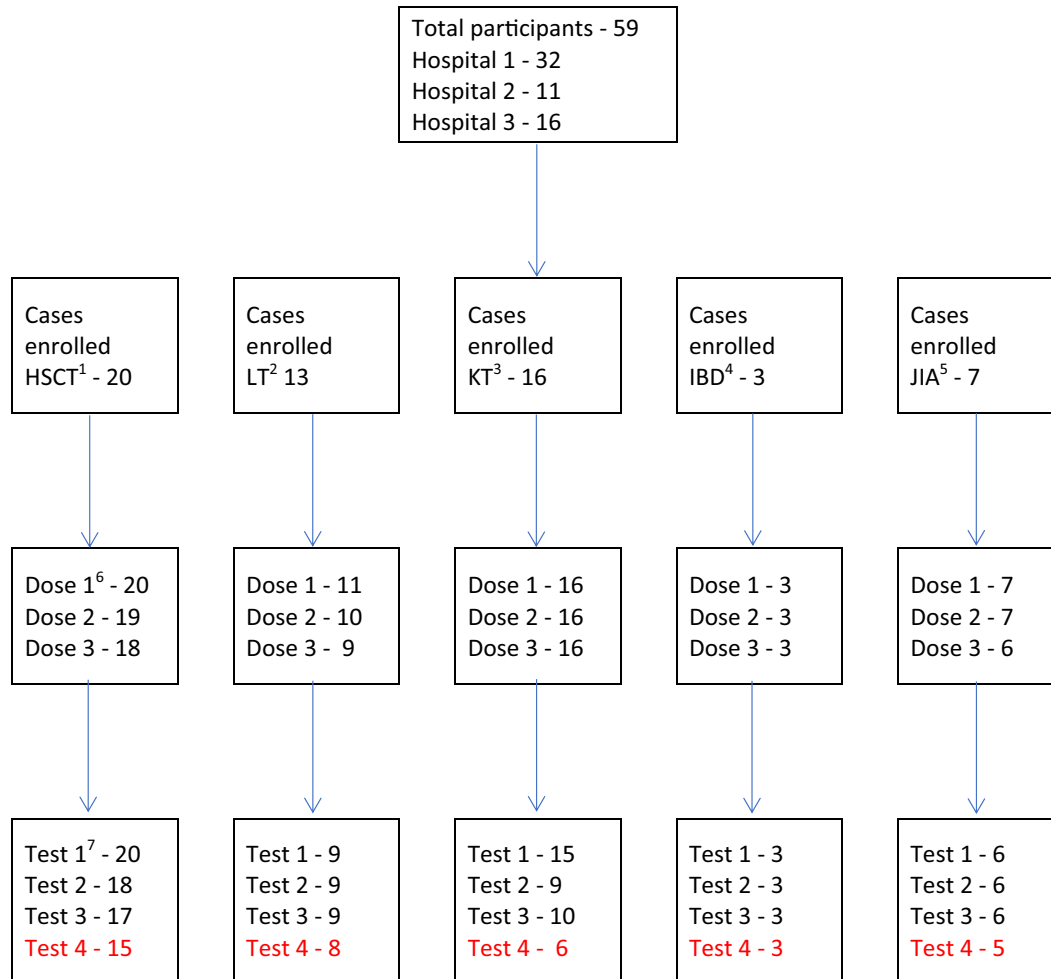 Total participants - 59
Hospital 1 - 32
Hospital 2 - 11
Hospital 3 - 16
Cases
enrolled
HSCT¹ - 20
Cases
enrolled
LT² 13
Cases
enrolled
KT³ - 16
Cases
enrolled
IBD⁴ - 3
Cases
enrolled
JIA⁵ - 7
Dose 1⁶ - 20
Dose 2 - 19
Dose 3 - 18
Dose 1 - 11
Dose 2 - 10
Dose 3 - 9
Dose 1 - 16
Dose 2 - 16
Dose 3 - 16
Dose 1 - 3
Dose 2 - 3
Dose 3 - 3
Dose 1 - 7
Dose 2 - 7
Dose 3 - 6
Test 1⁷ - 20
Test 2 - 18
Test 3 - 17
Test 4 - 15
Test 1 - 9
Test 2 - 9
Test 3 - 9
Test 4 - 8
Test 1 - 15
Test 2 - 9
Test 3 - 10
Test 4 - 6
Test 1 - 3
Test 2 - 3
Test 3 - 3
Test 4 - 3
Test 1 - 6
Test 2 - 6
Test 3 - 6
Test 4 - 5